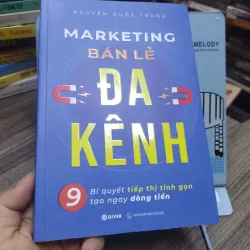 NGUYỄN QUỐC TRUNG
MARKETING
BÁN LẺ
ĐA
KÊNH
9
Bí quyết tiếp thị tinh gọn
tạo ngay dòng tiền
MELODY